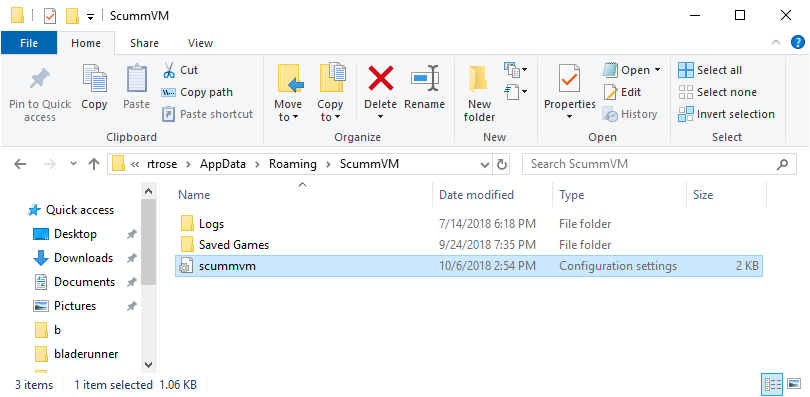 ScummVM
File Home Share View
Pin to Quick access
Copy
Paste
Cut
Copy path
Paste shortcut
Clipboard
Move to
Copy to
Delete
Rename
Organize
New folder
New
Properties
Open
Edit
History
Open
Select all
Select none
Invert selection
Select
« rtrose > AppData > Roaming > ScummVM
Search ScummVM
Name Date modified Type Size
Quick access
Desktop
Downloads
Documents
Pictures
b
bladerunner
Logs 7/14/2018 6:18 PM File folder
Saved Games 9/24/2018 7:35 PM File folder
scummvm 10/6/2018 2:54 PM Configuration settings 2 KB
3 items 1 item selected 1.06 KB